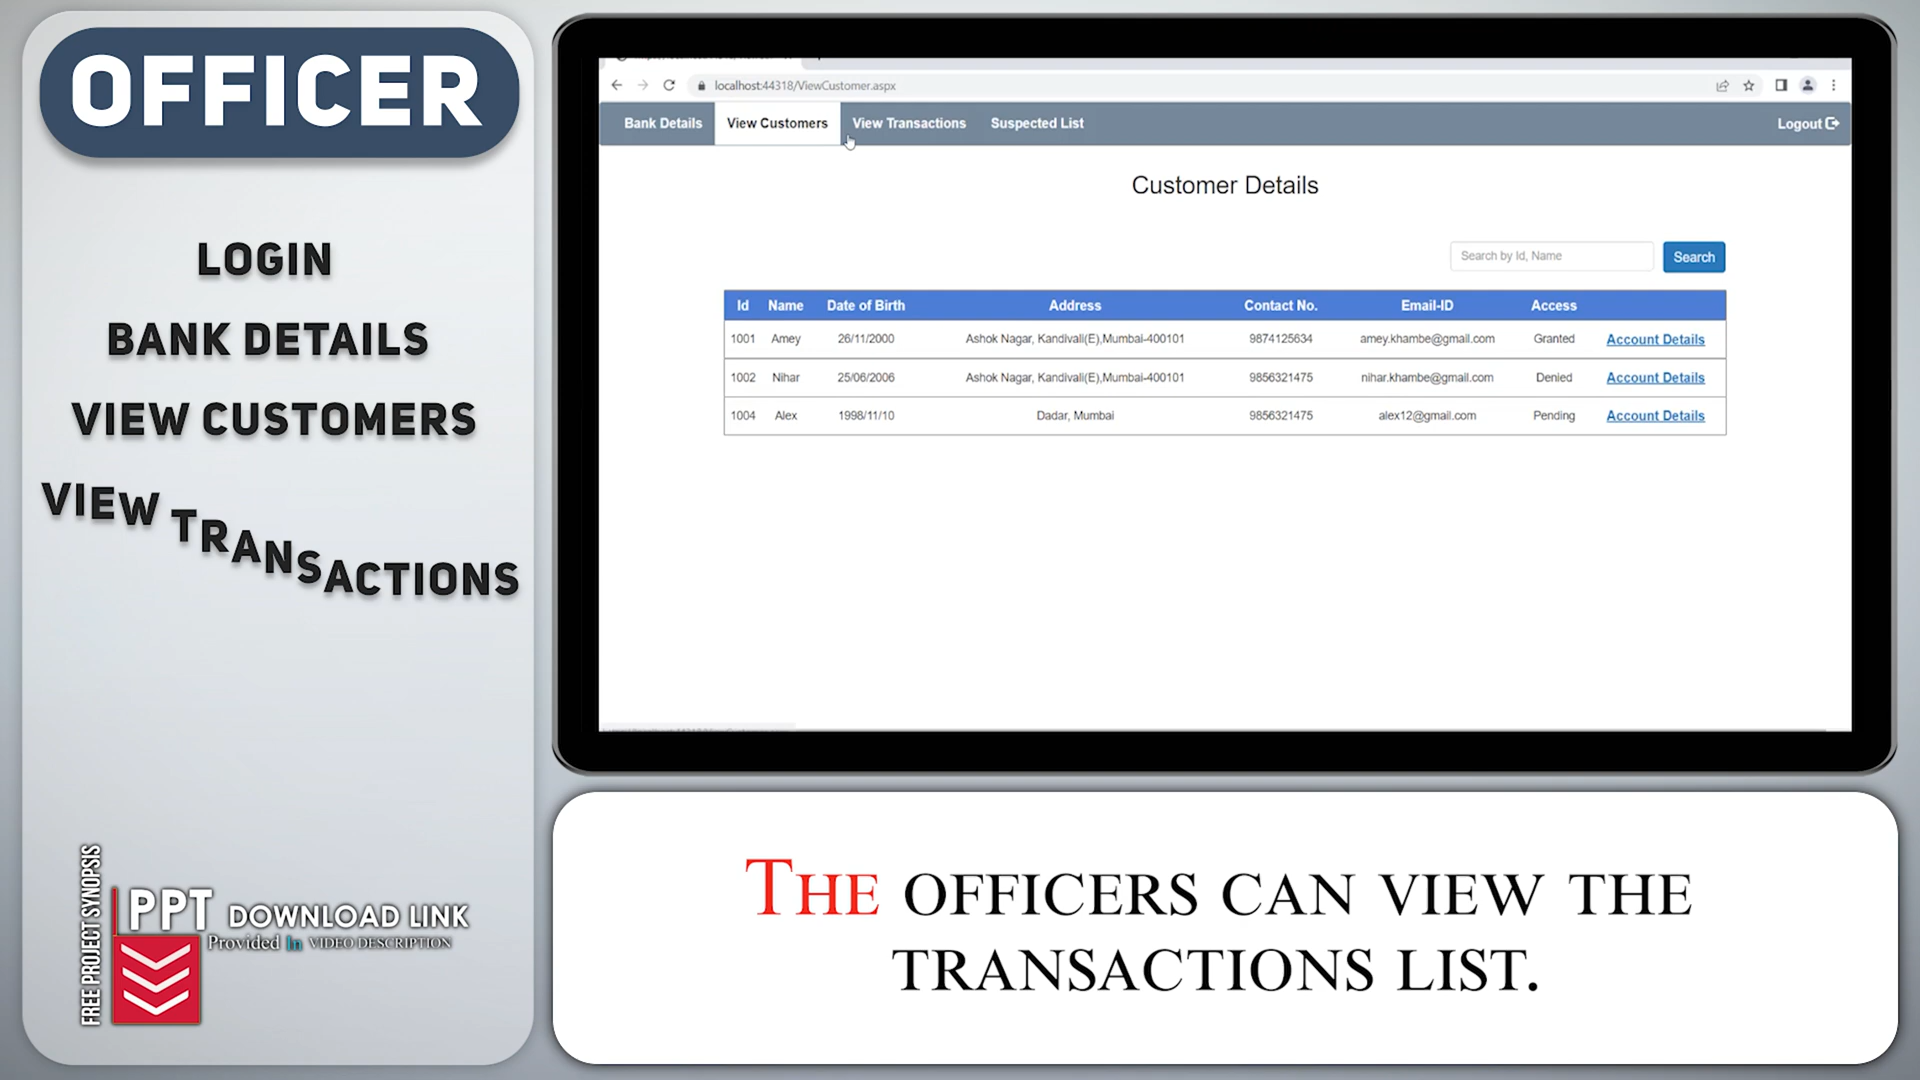 OFFICER
LOGIN
BANK DETAILS
VIEW CUSTOMERS
VIEW TRANSACTIONS
FREE PROJECT SYNOPSIS
PPT DOWNLOAD LINK
Provided In VIDEO DESCRIPTION
localhost:44318/ViewCustomer.aspx
Bank Details View Customers View Transactions Suspected List Logout
Customer Details
Search by Id, Name Search
Id Name Date of Birth Address Contact No. Email-ID Access
1001 Amey 26/11/2000 Ashok Nagar, Kandivali(E),Mumbai-400101 9874125634 amey.khambe@gmail.com Granted Account Details
1002 Nihar 25/06/2006 Ashok Nagar, Kandivali(E),Mumbai-400101 9856321475 nihar.khambe@gmail.com Denied Account Details
1004 Alex 1998/11/10 Dadar, Mumbai 9856321475 alex12@gmail.com Pending Account Details
THE OFFICERS CAN VIEW THE
TRANSACTIONS LIST.